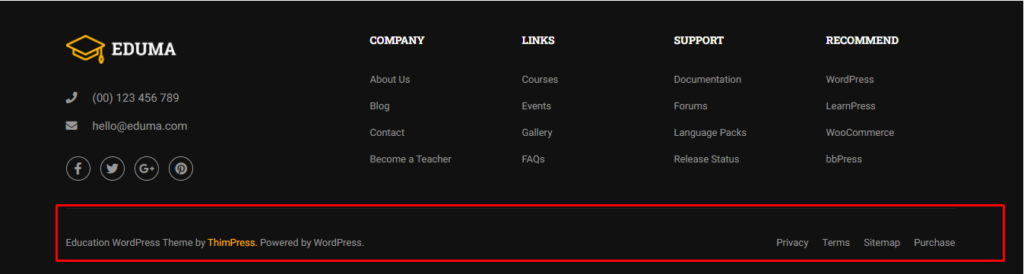 EDUMA
(00) 123 456 789
hello@eduma.com
COMPANY
About Us
Blog
Contact
Become a Teacher
LINKS
Courses
Events
Gallery
FAQs
SUPPORT
Documentation
Forums
Language Packs
Release Status
RECOMMEND
WordPress
LearnPress
WooCommerce
bbPress
Education WordPress Theme by ThimPress. Powered by WordPress.
Privacy Terms Sitemap Purchase